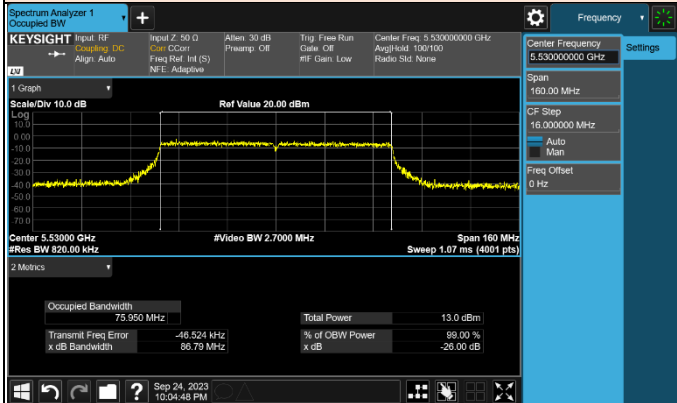 Spectrum Analyzer 1
Occupied BW
Frequency
KEYSIGHT
Input: RF
Coupling: DC
Align: Auto
Input Z: 50 Ω
Corr CCorr
Freq Ref: Int (S)
NFE: Adaptive
Atten: 30 dB
Preamp: Off
Trig: Free Run
Gate: Off
#IF Gain: Low
Center Freq: 5.530000000 GHz
Avg|Hold: 100/100
Radio Std: None
Center Frequency
5.530000000 GHz
Settings
Span
160.00 MHz
CF Step
16.000000 MHz
Auto
Man
Freq Offset
0 Hz
1 Graph
Scale/Div 10.0 dB
Ref Value 20.00 dBm
Log
10.0
0.00
-10.0
-20.0
-30.0
-40.0
-50.0
-60.0
-70.0
Center 5.53000 GHz
#Video BW 2.7000 MHz
Span 160 MHz
#Res BW 820.00 kHz
Sweep 1.07 ms (4001 pts)
2 Metrics
Occupied Bandwidth
75.950 MHz
Total Power
13.0 dBm
Transmit Freq Error
-46.524 kHz
% of OBW Power
99.00 %
x dB Bandwidth
86.79 MHz
x dB
-26.00 dB
?
Sep 24, 2023
10:04:48 PM